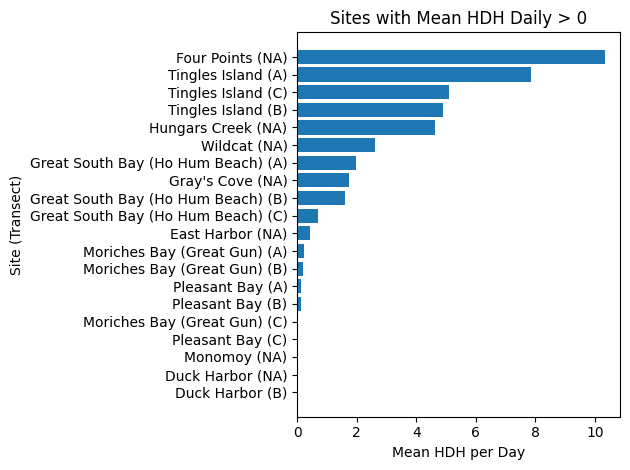 Sites with Mean HDH Daily > 0
Site (Transect)
Four Points (NA)
Tingles Island (A)
Tingles Island (C)
Tingles Island (B)
Hungars Creek (NA)
Wildcat (NA)
Great South Bay (Ho Hum Beach) (A)
Gray's Cove (NA)
Great South Bay (Ho Hum Beach) (B)
Great South Bay (Ho Hum Beach) (C)
East Harbor (NA)
Moriches Bay (Great Gun) (A)
Moriches Bay (Great Gun) (B)
Pleasant Bay (A)
Pleasant Bay (B)
Moriches Bay (Great Gun) (C)
Pleasant Bay (C)
Monomoy (NA)
Duck Harbor (NA)
Duck Harbor (B)
0 2 4 6 8 10
Mean HDH per Day